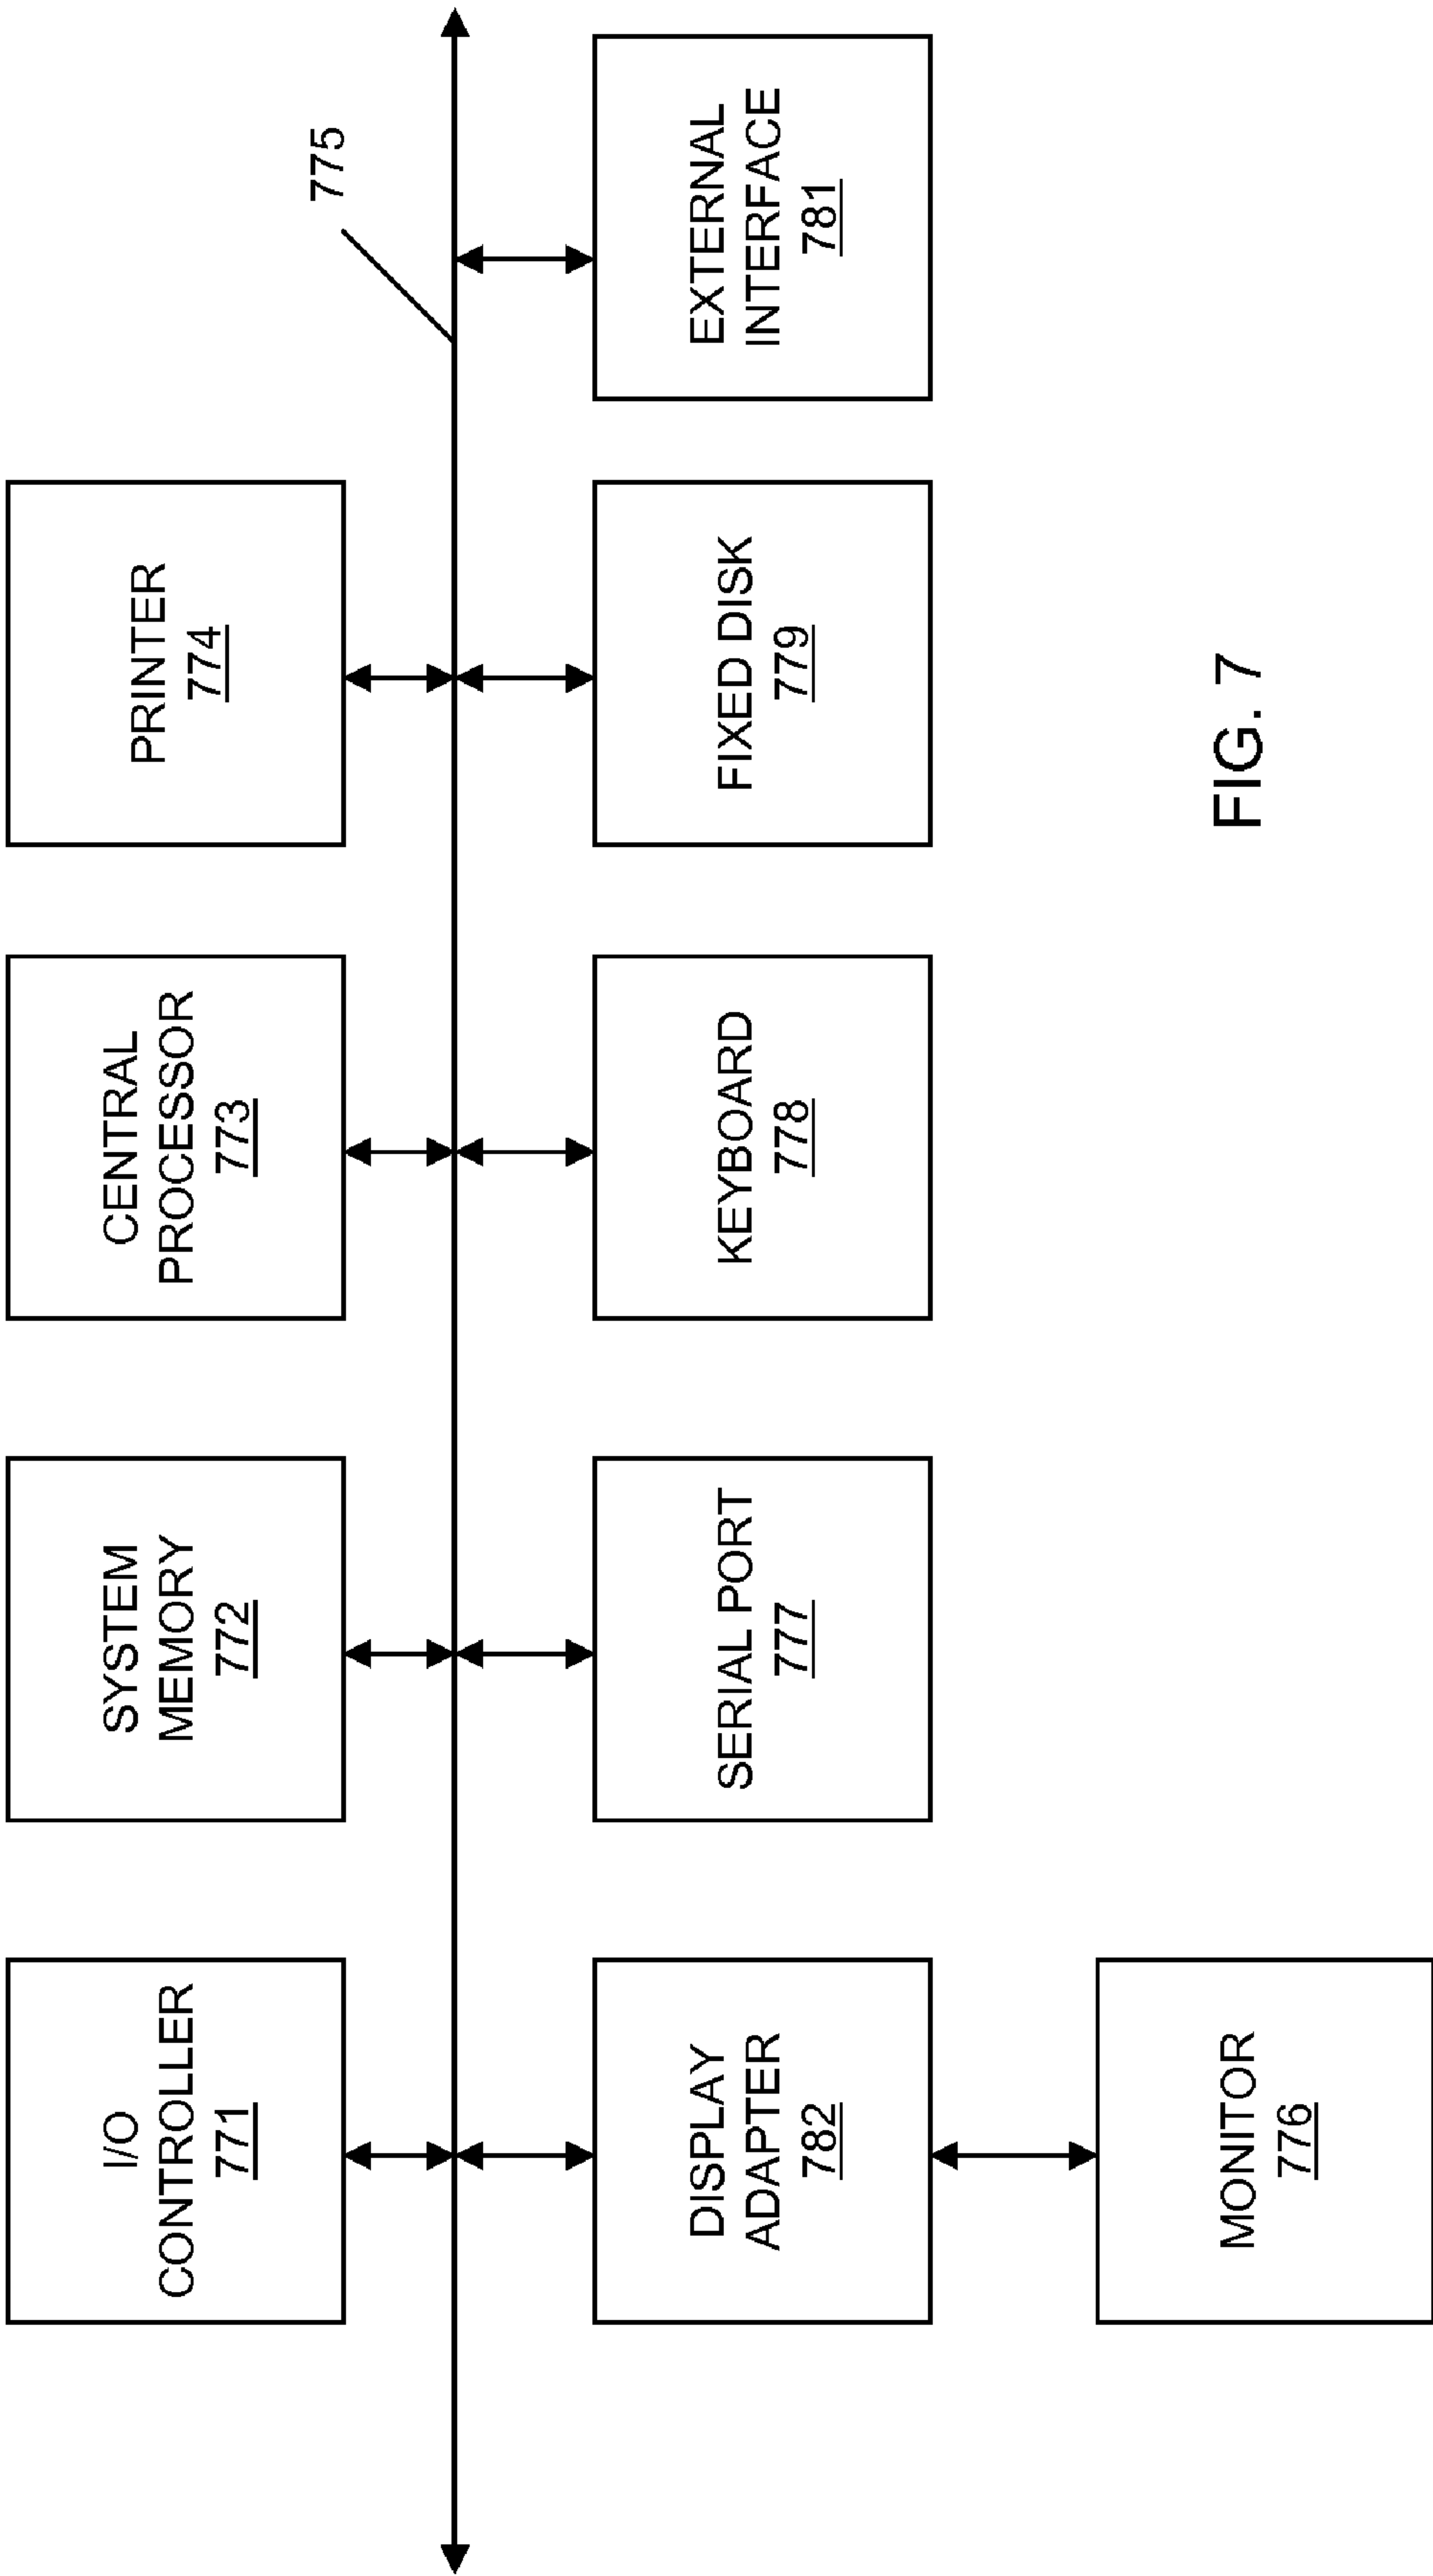 I/O
CONTROLLER
771
SYSTEM
MEMORY
772
CENTRAL
PROCESSOR
773
PRINTER
774
775
DISPLAY
ADAPTER
782
SERIAL PORT
777
KEYBOARD
778
FIXED DISK
779
EXTERNAL
INTERFACE
781
MONITOR
776
FIG. 7